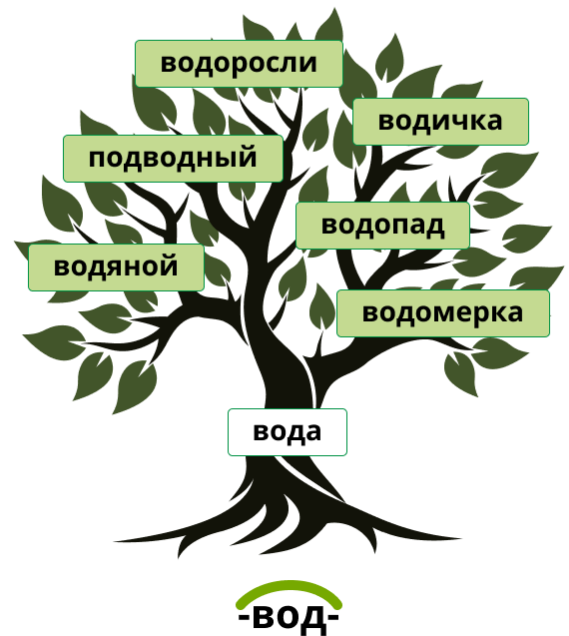 водоросли
водичка
подводный
водопад
водяной
водомерка
вода
-вод-